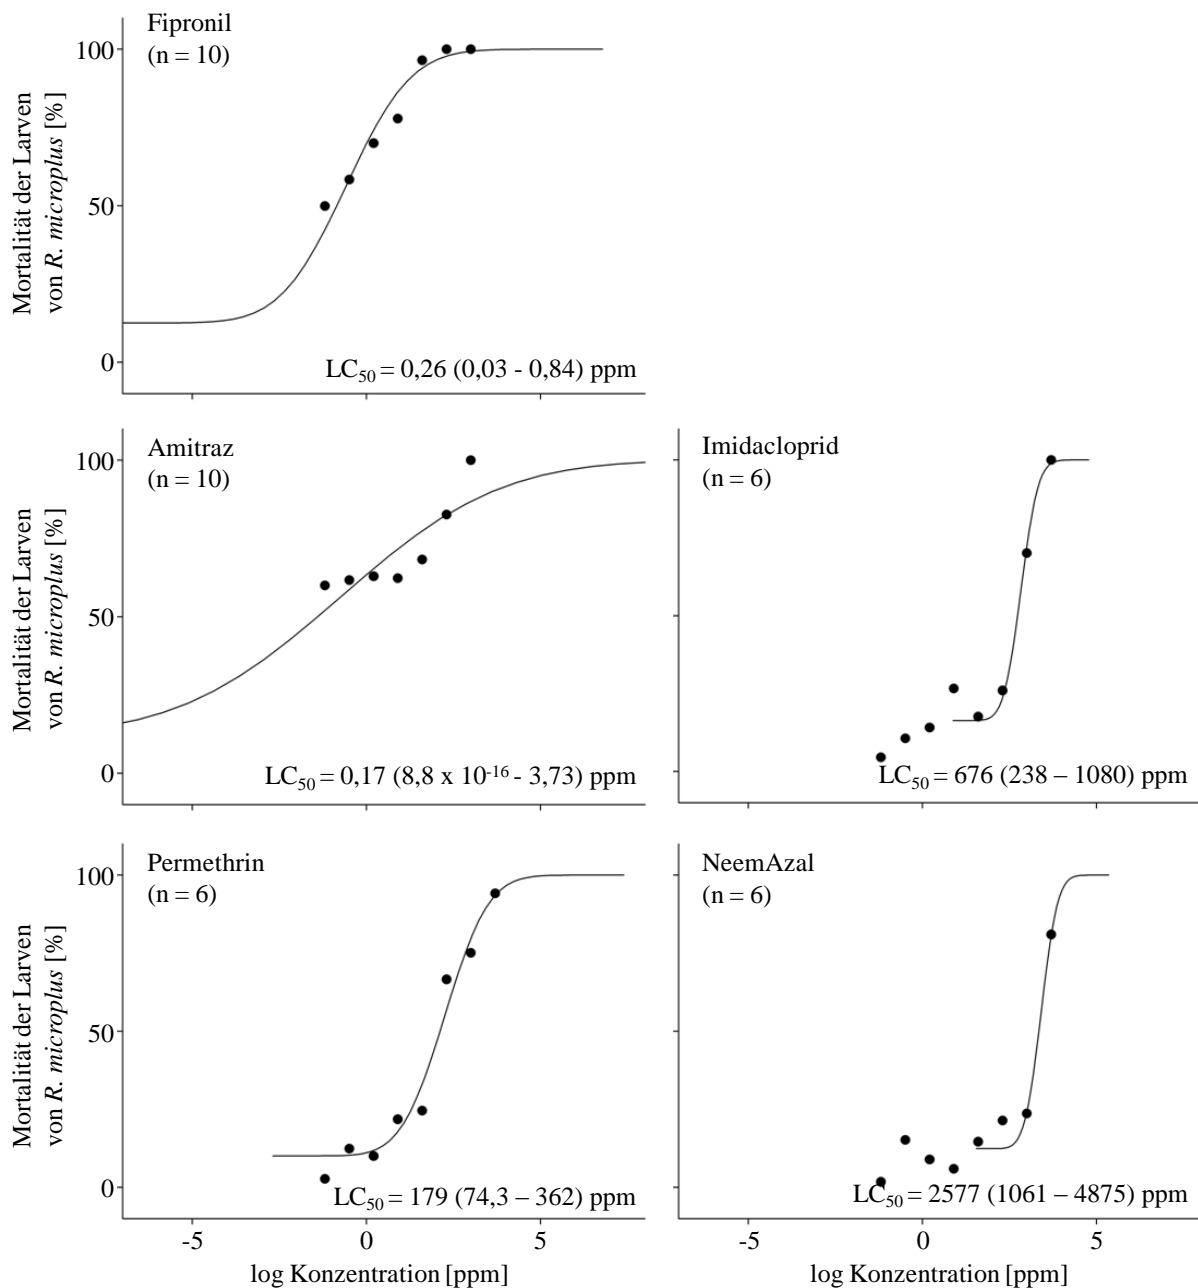 Fipronil
(n = 10)
100
50
0
Mortalität der Larven
von R. microplus [%]
LC50 = 0,26 (0,03 - 0,84) ppm
Amitraz
(n = 10)
100
50
0
Mortalität der Larven
von R. microplus [%]
LC50 = 0,17 (8,8 x 10-16 - 3,73) ppm
Imidacloprid
(n = 6)
LC50 = 676 (238 – 1080) ppm
Permethrin
(n = 6)
100
50
0
Mortalität der Larven
von R. microplus [%]
LC50 = 179 (74,3 – 362) ppm
-5 0 5
log Konzentration [ppm]
NeemAzal
(n = 6)
LC50 = 2577 (1061 – 4875) ppm
-5 0 5
log Konzentration [ppm]